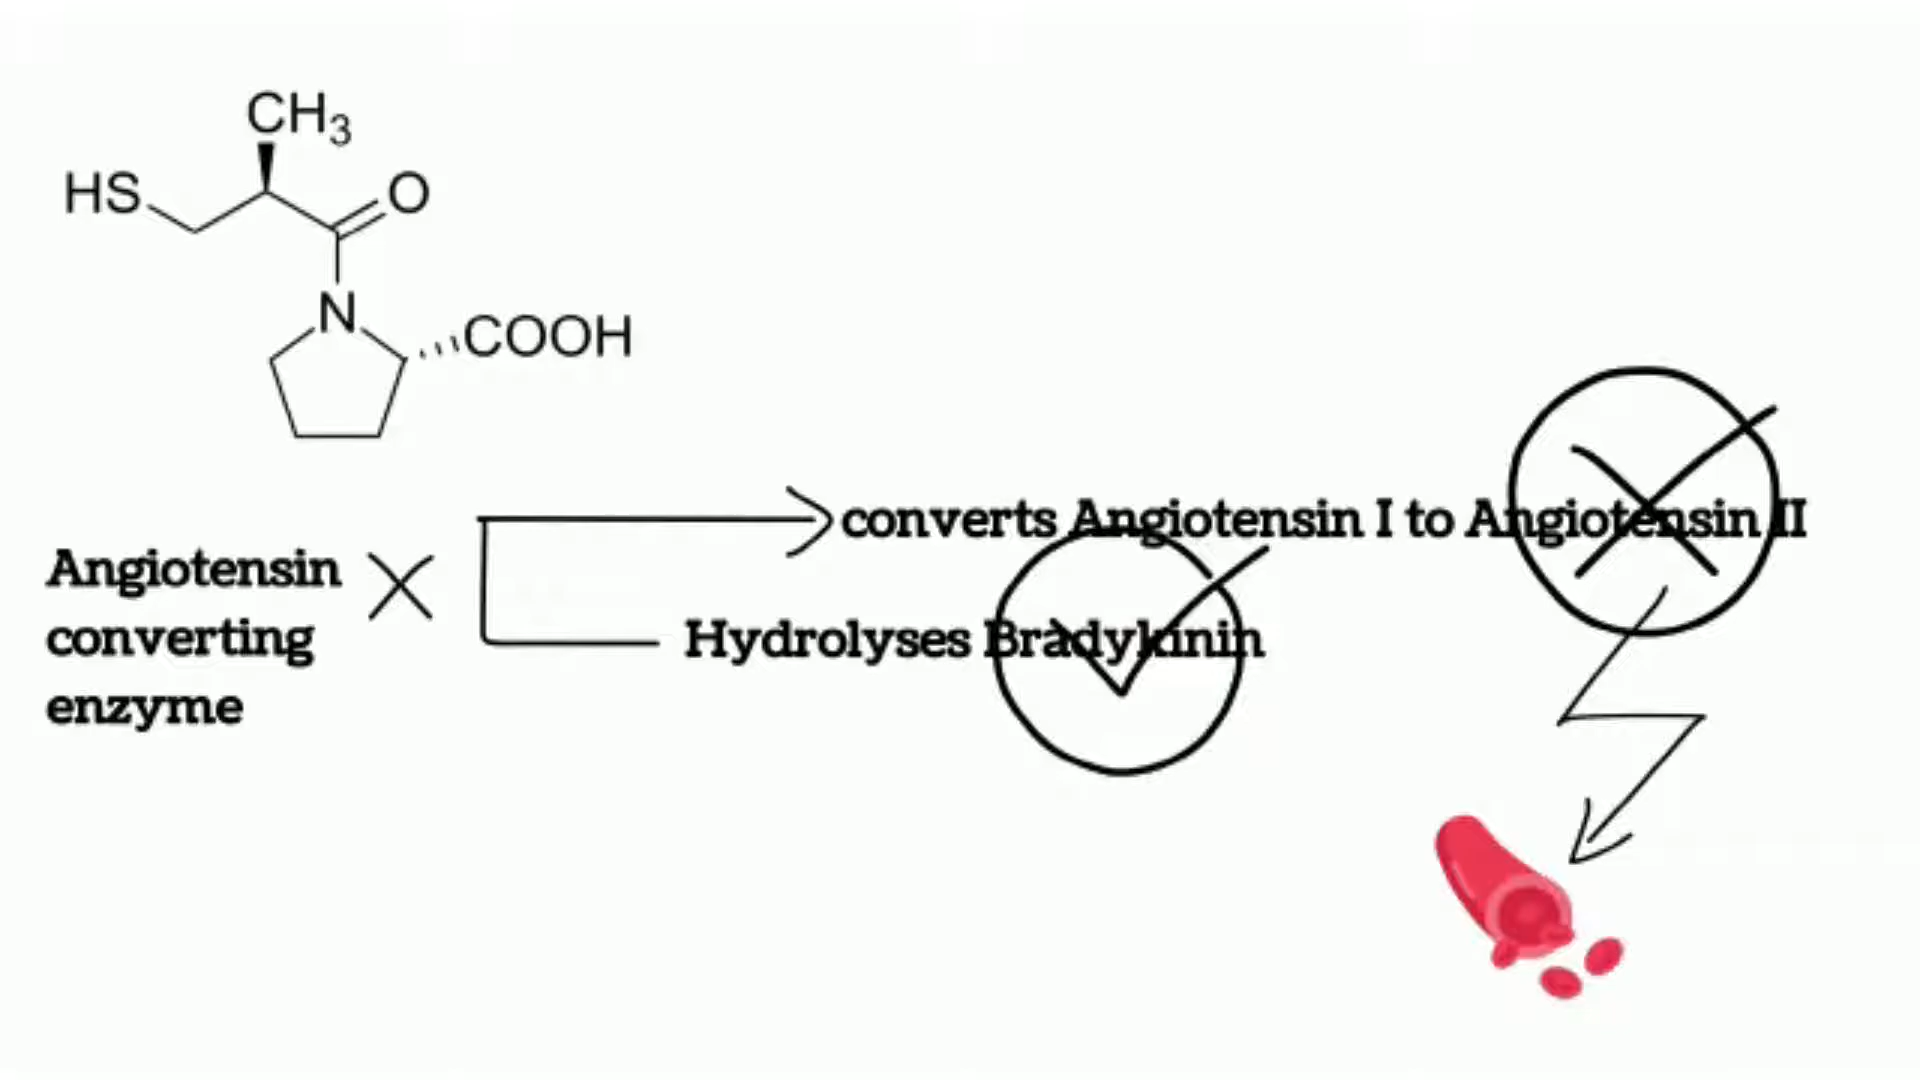 CH3
HS
O
N
COOH
converts Angiotensin I to Angiotensin II
Angiotensin
converting
enzyme
Hydrolyses Bradykinin